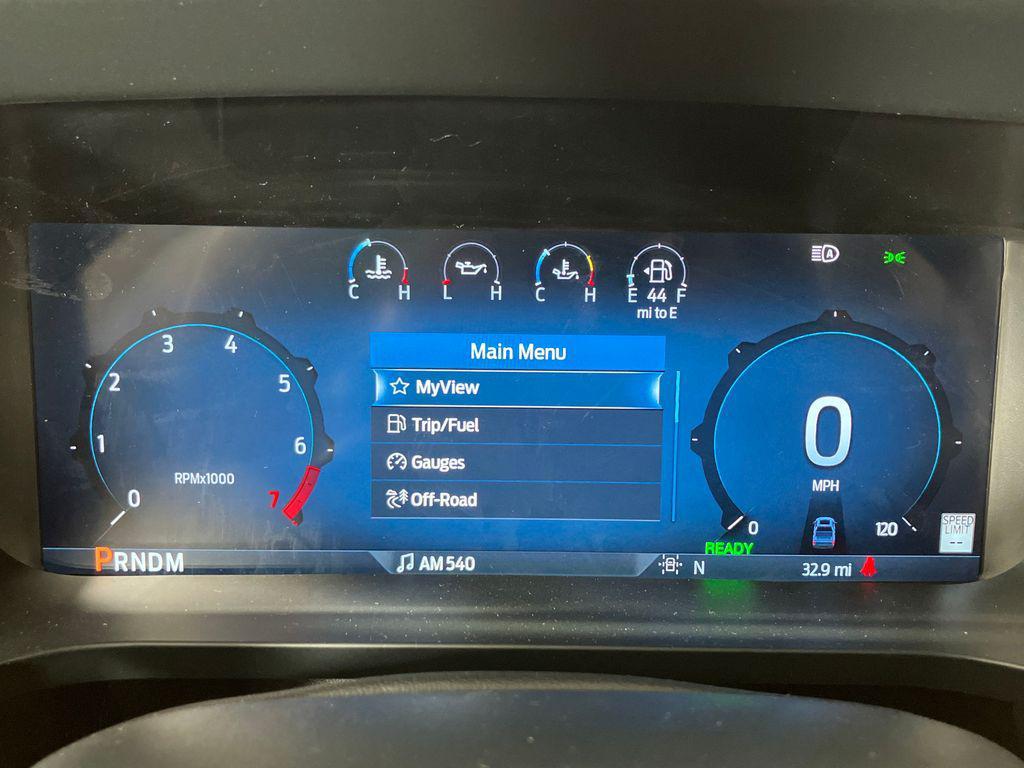 C H
L H
C H
E 44 F
mi to E
0
1
2
3
4
5
6
7
RPMx1000
Main Menu
MyView
Trip/Fuel
Gauges
Off-Road
0
MPH
0
120
SPEED
LIMIT
--
A
READY
PRNDM
AM 540
N
32.9 mi